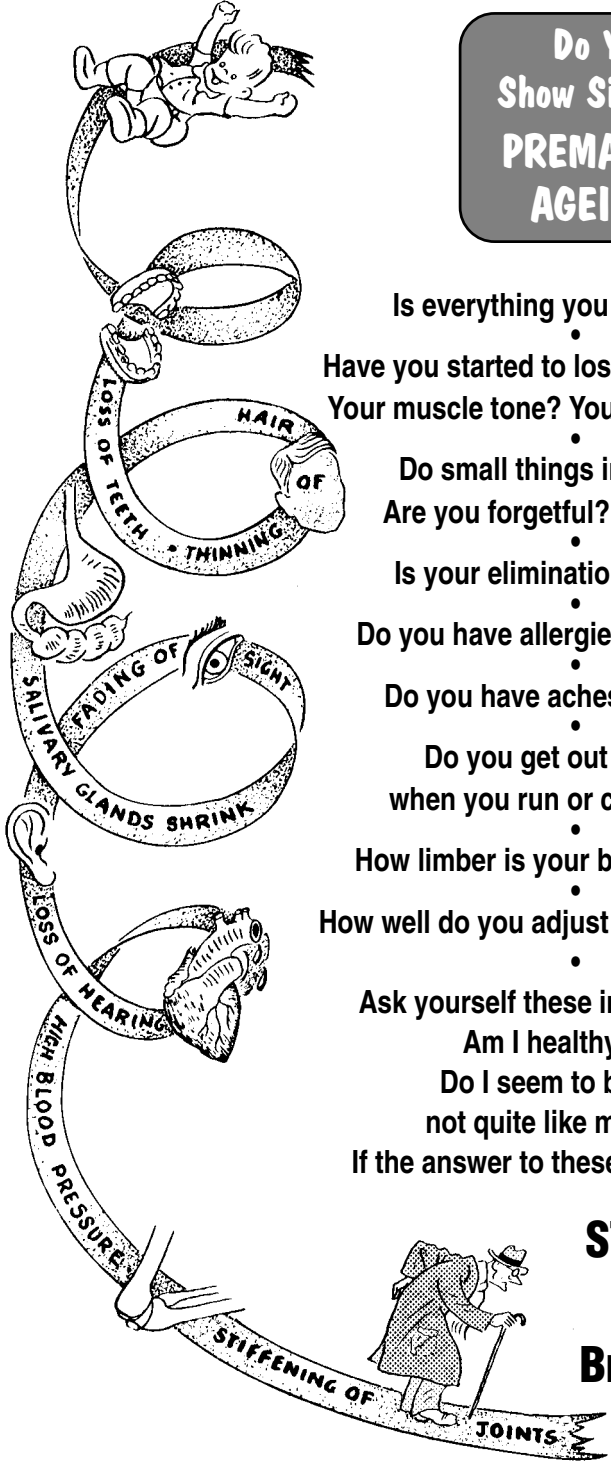 Do Y
Show Si
PREMA
AGEI
Is everything you
•
Have you started to los
Your muscle tone? You
•
Do small things i
Are you forgetful?
•
Is your eliminatio
•
Do you have allergie
•
Do you have aches
•
Do you get out
when you run or c
•
How limber is your b
•
How well do you adjust
•
Ask yourself these i
Am I healthy
Do I seem to b
not quite like m
If the answer to these
S
B
LOSS OF TEETH • THINNING
OF
HAIR
SALIVARY GLANDS SHRINK
FADING OF SIGHT
LOSS OF HEARING
HIGH BLOOD PRESSURE
STIFFENING OF JOINTS